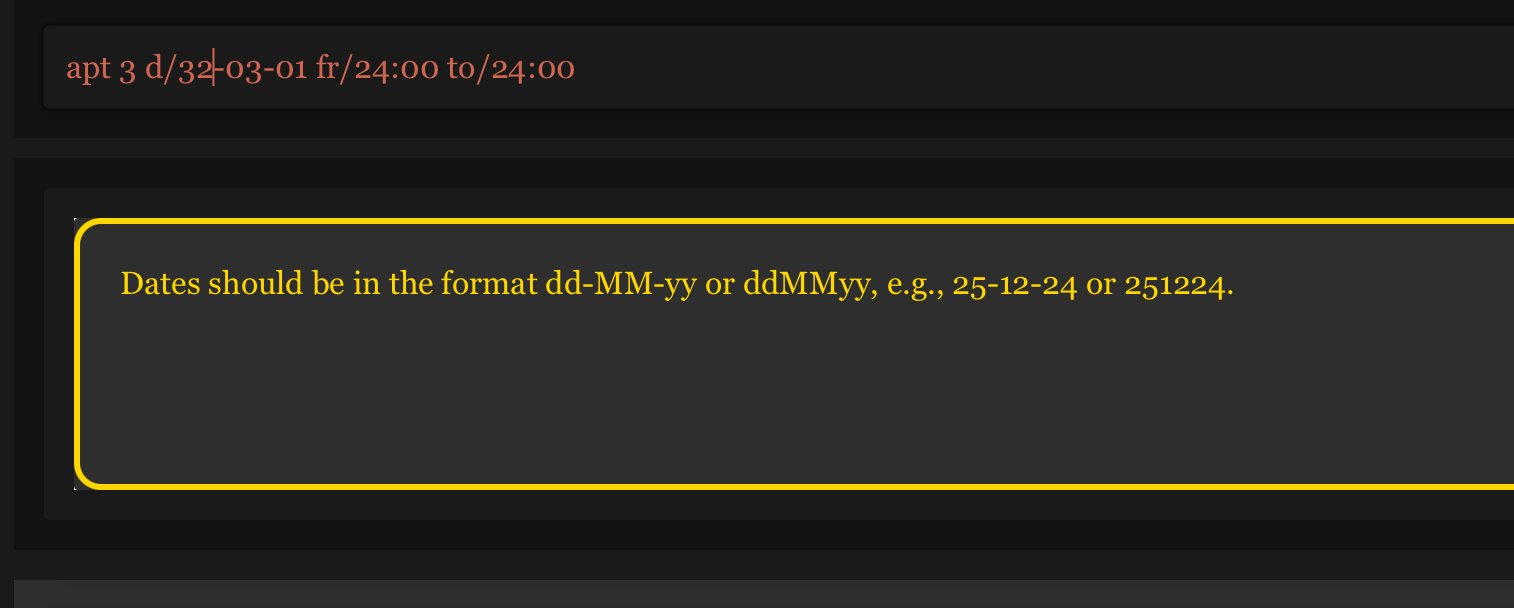 apt 3 d/32-03-01 fr/24:00 to/24:00
Dates should be in the format dd-MM-yy or ddMMyy, e.g., 25-12-24 or 251224.